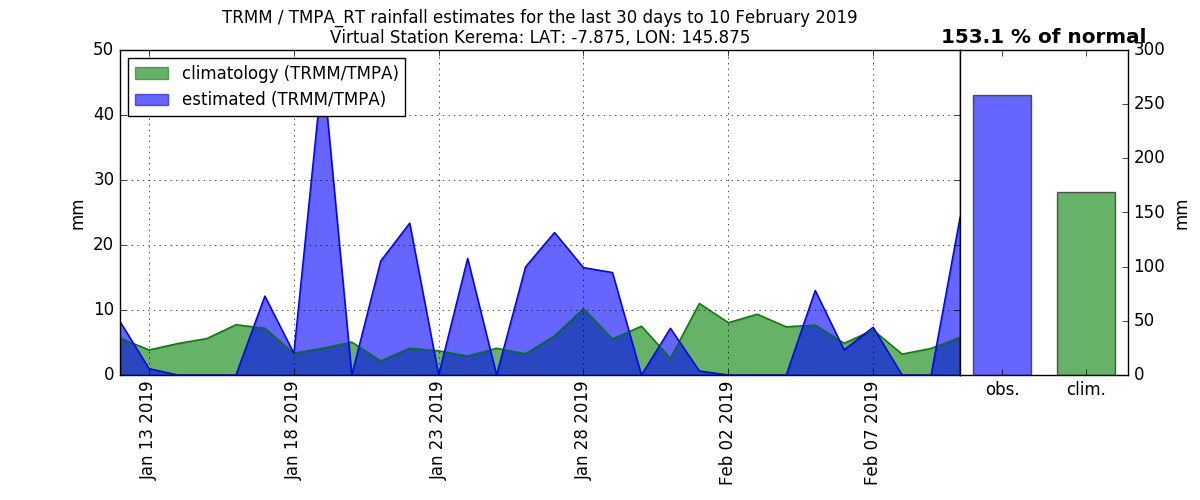 TRMM / TMPA_RT rainfall estimates for the last 30 days to 10 February 2019
Virtual Station Kerema: LAT: -7.875, LON: 145.875
153.1 % of normal
climatology (TRMM/TMPA)
estimated (TRMM/TMPA)
50
40
30
20
10
0
mm
300
250
200
150
100
50
0
mm
Jan 13 2019
Jan 18 2019
Jan 23 2019
Jan 28 2019
Feb 02 2019
Feb 07 2019
obs.
clim.